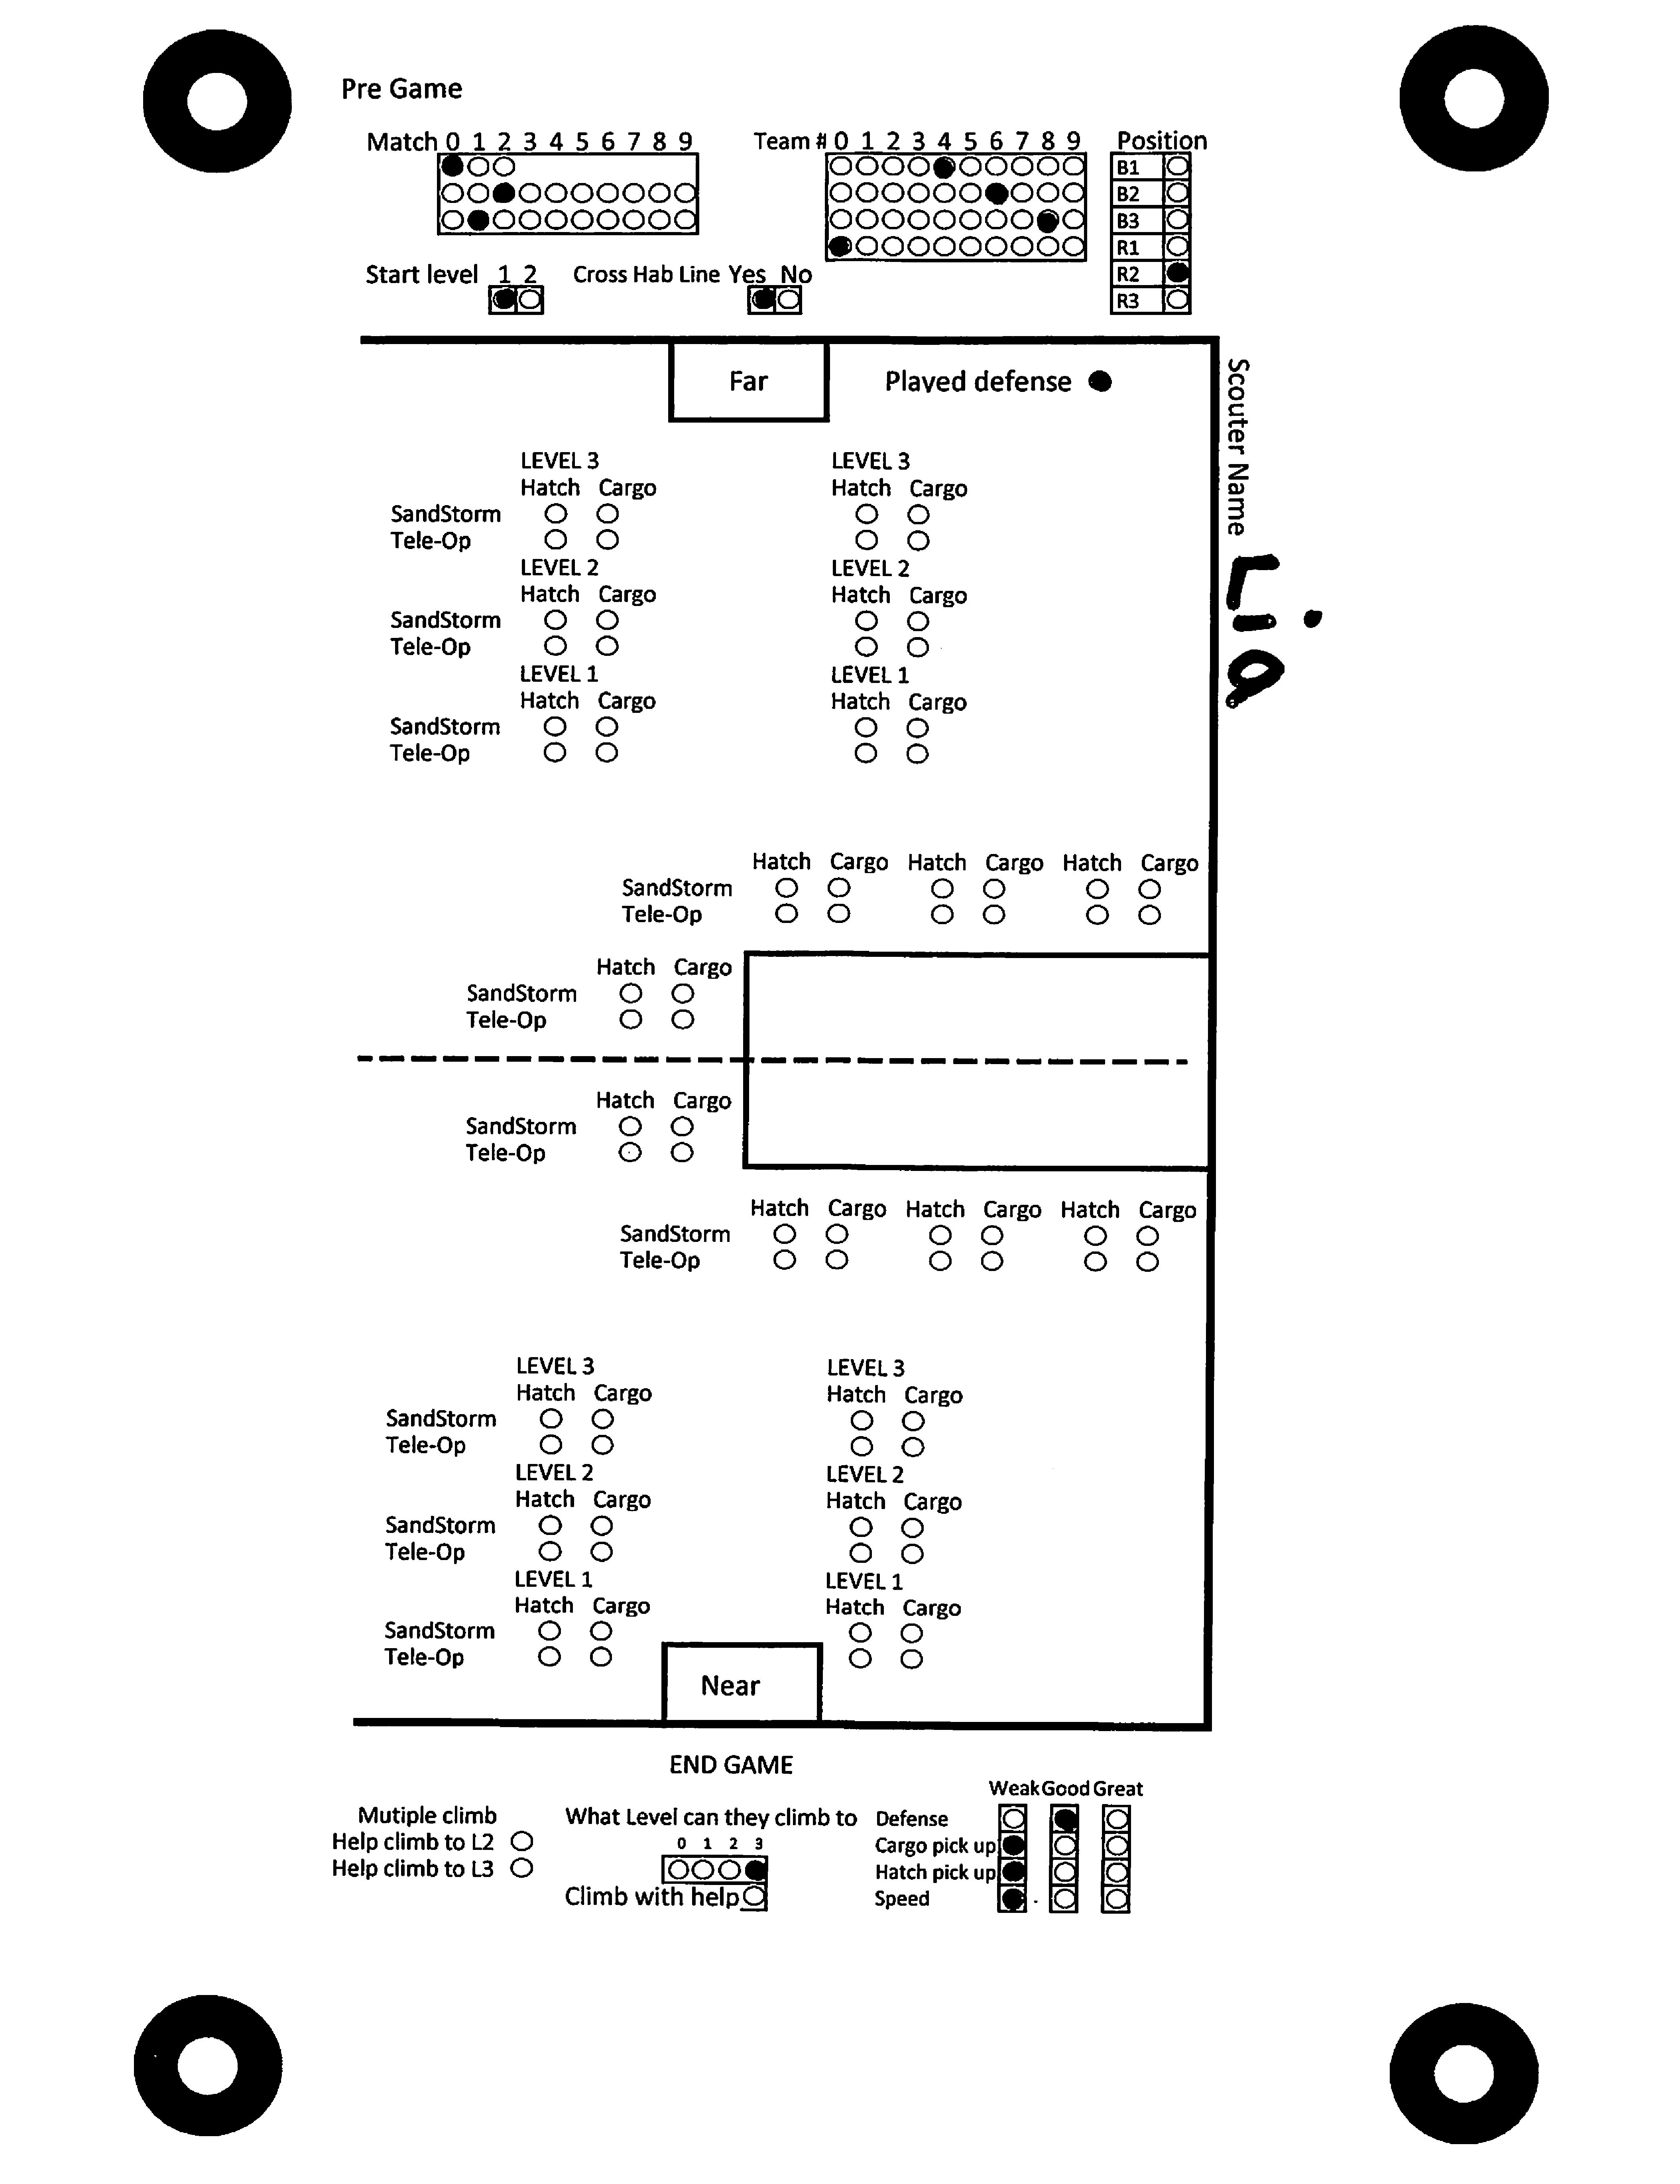 Pre Game
Match 0 1 2 3 4 5 6 7 8 9
Team # 0 1 2 3 4 5 6 7 8 9
Position
B1
B2
B3
R1
R2
R3
Start level 1 2
Cross Hab Line Yes No
Far
Played defense
Scouter Name Lia
LEVEL 3 LEVEL 3
Hatch Cargo Hatch Cargo
SandStorm
Tele-Op
LEVEL 2 LEVEL 2
Hatch Cargo Hatch Cargo
SandStorm
Tele-Op
LEVEL 1 LEVEL 1
Hatch Cargo Hatch Cargo
SandStorm
Tele-Op
Hatch Cargo Hatch Cargo Hatch Cargo
SandStorm
Tele-Op
Hatch Cargo
SandStorm
Tele-Op
Hatch Cargo
SandStorm
Tele-Op
Hatch Cargo Hatch Cargo Hatch Cargo
SandStorm
Tele-Op
LEVEL 3 LEVEL 3
Hatch Cargo Hatch Cargo
SandStorm
Tele-Op
LEVEL 2 LEVEL 2
Hatch Cargo Hatch Cargo
SandStorm
Tele-Op
LEVEL 1 LEVEL 1
Hatch Cargo Hatch Cargo
SandStorm
Tele-Op
Near
END GAME
Mutiple climb
Help climb to L2
Help climb to L3
What Level can they climb to
0 1 2 3
Climb with help
Weak Good Great
Defense
Cargo pick up
Hatch pick up
Speed